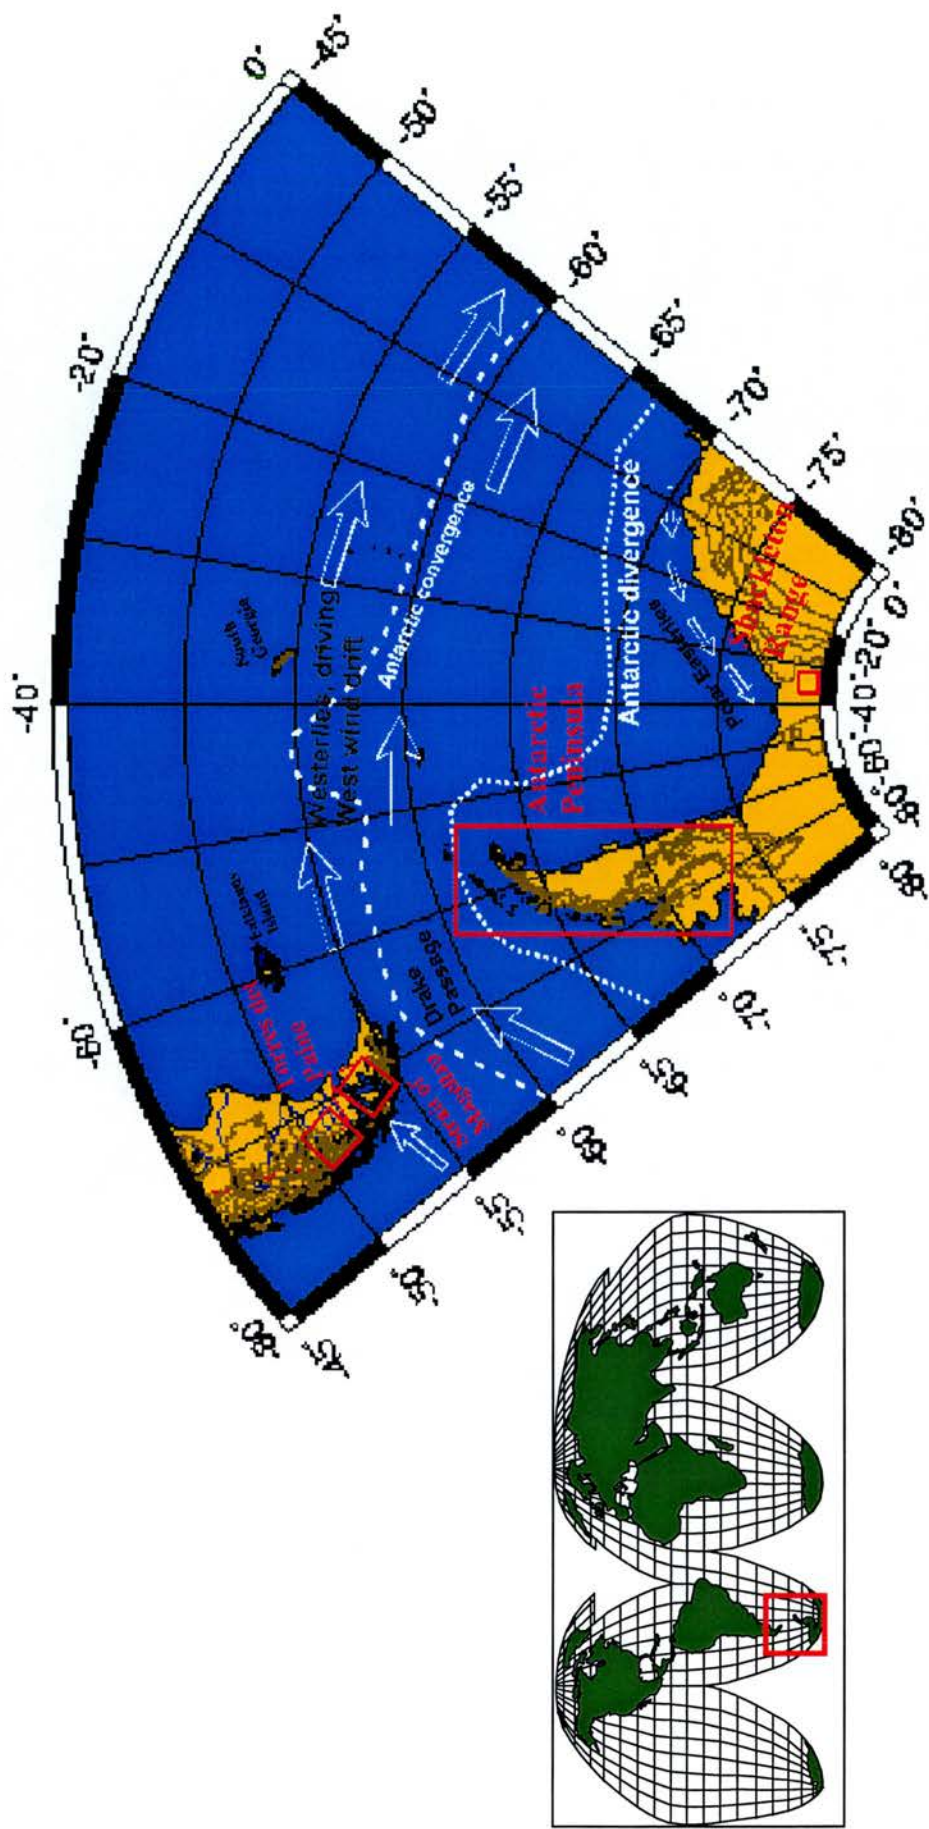 0°
-45°
-50°
-55°
-60°
-65°
-70°
-75°
-80°
-20°
-40°
-60°
-80°
-45°
-50°
-55°
-60°
-65°
-70°
-75°
-80°
-60°
-40°
-20°
0°
South
Georgia
Westerlies, driving
West wind drift
Antarctic convergence
Antarctic divergence
Polar Easterlies
Shackleton
Range
Antarctic
Peninsula
Falkland
Island
Torres del
Paine
Drake
Passage
Strait of
Magellan